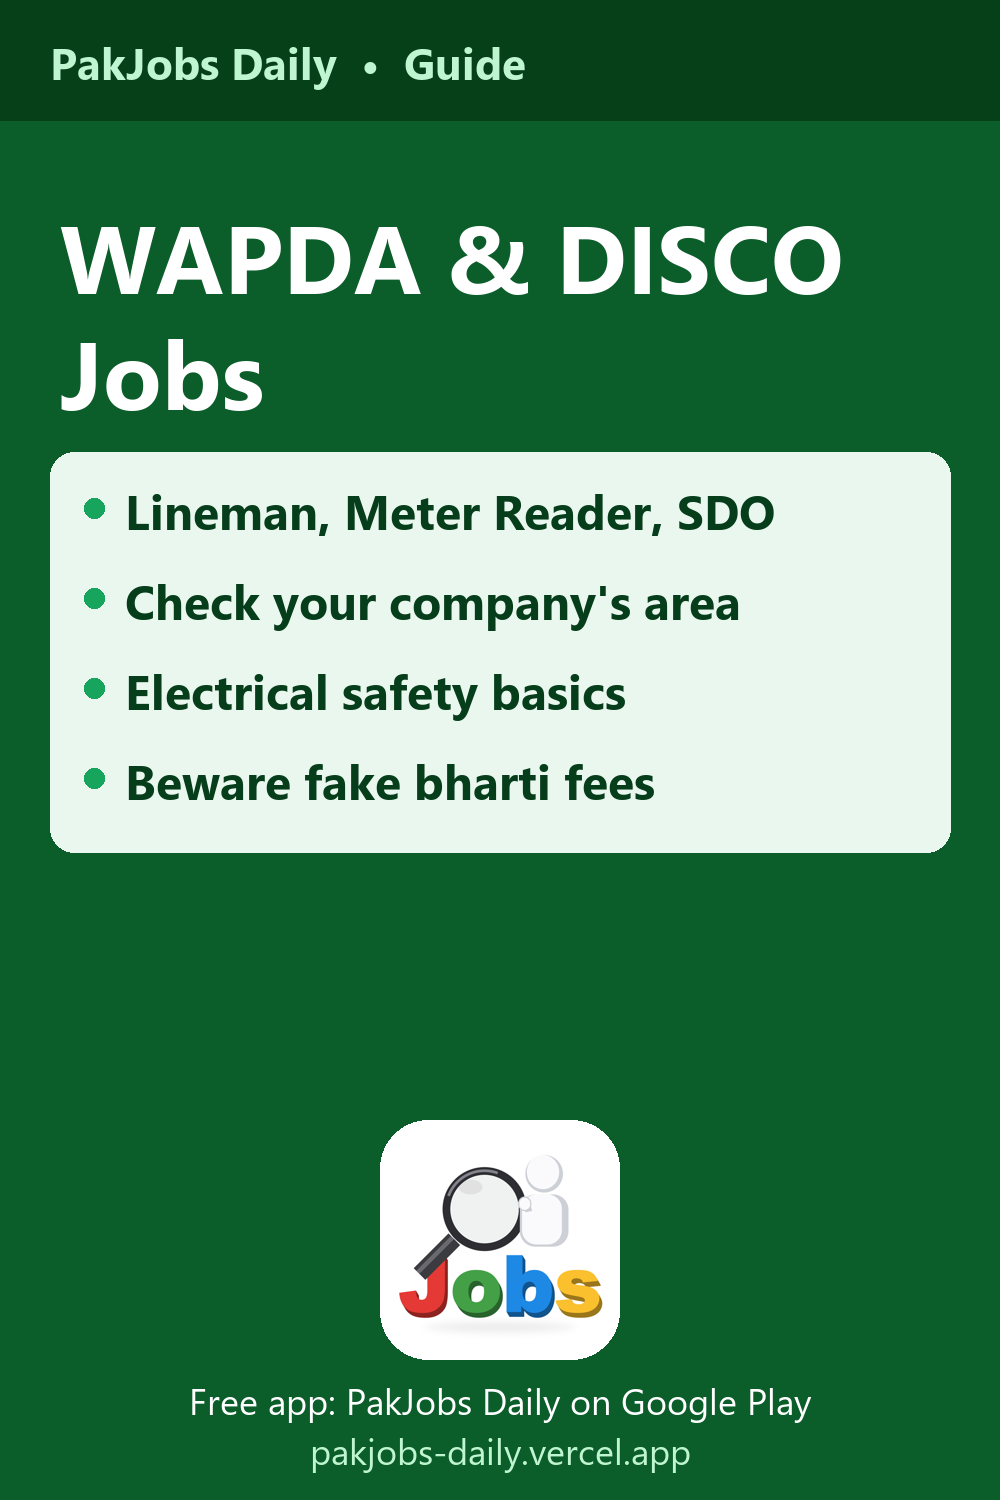 PakJobs Daily • Guide
WAPDA & DISCO
Jobs
Lineman, Meter Reader, SDO
Check your company's area
Electrical safety basics
Beware fake bharti fees
Jobs
Free app: PakJobs Daily on Google Play
pakjobs-daily.vercel.app